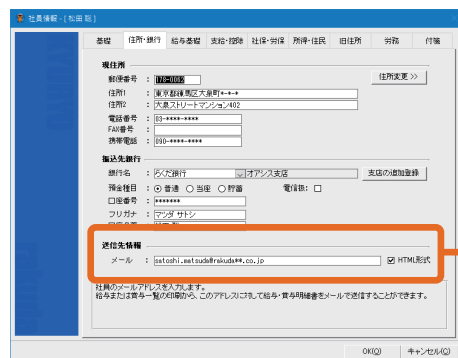 社員情報 - [ 松田 聡 ]
基礎 住所・銀行 給与基礎 支給・控除 社保・労保 所得・住民 旧住所 労務 付箋
現住所
郵便番号 : 178-0062 住所変更 >>
住所1 : 東京都練馬区大泉町*-*-*
住所2 : 大泉ストリートマンション402
電話番号 : 03-****-****
FAX番号 :
携帯電話 : 090-****-****
振込先銀行
銀行名 : らくだ銀行 オアシス支店 支店の追加登録
預金種目 : 普通 当座 貯蓄 電信扱:
口座番号 : ******
フリガナ : マツダ サトシ
送信先情報
メール : satoshi.matsuda@rakuda**.co.jp HTML形式
社員のメールアドレスを入力します。
給与または賞与一覧の印刷から、このアドレスに対して給与・賞与明細書をメールで送信することができます。
OK(O) キャンセル(C)